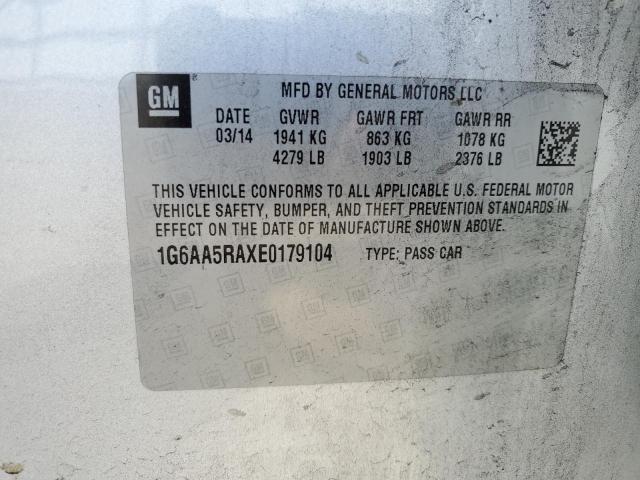 GM
MFD BY GENERAL MOTORS LLC
DATE GVWR GAWR FRT GAWR RR
03/14 1941 KG 863 KG 1078 KG
4279 LB 1903 LB 2376 LB
THIS VEHICLE CONFORMS TO ALL APPLICABLE U.S. FEDERAL MOTOR
VEHICLE SAFETY, BUMPER, AND THEFT PREVENTION STANDARDS IN
EFFECT ON THE DATE OF MANUFACTURE SHOWN ABOVE.
1G6AA5RAXE0179104 TYPE: PASS CAR